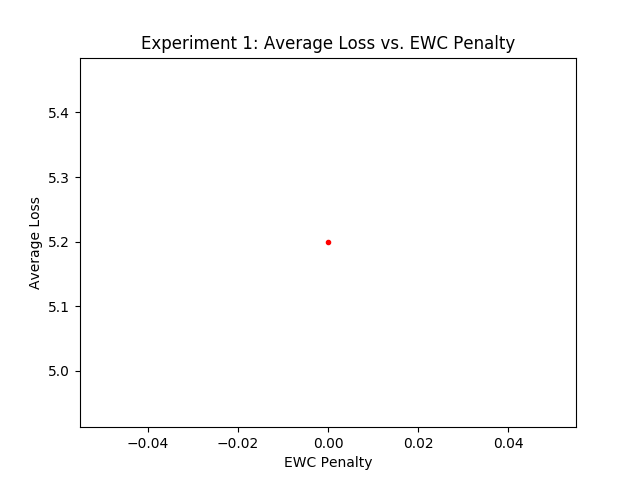 Experiment 1: Average Loss vs. EWC Penalty
5.4
5.3
5.2
5.1
5.0
Average Loss
−0.04 −0.02 0.00 0.02 0.04
EWC Penalty